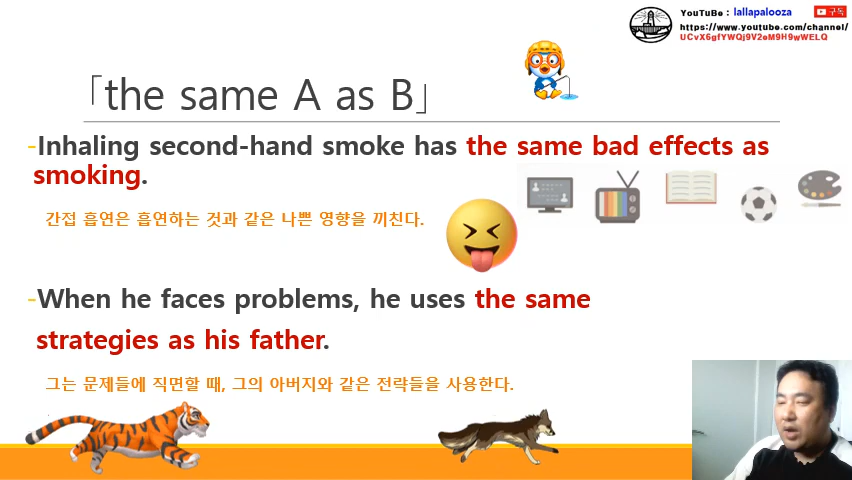 YouTuBe : lallapalooza 구독
https://www.youtube.com/channel/
UCvX6gfYWQj9V2eM9H9wWELQ
「the same A as B」
-Inhaling second-hand smoke has the same bad effects as
smoking.
간접 흡연은 흡연하는 것과 같은 나쁜 영향을 끼친다.
-When he faces problems, he uses the same
strategies as his father.
그는 문제들에 직면할 때, 그의 아버지와 같은 전략들을 사용한다.